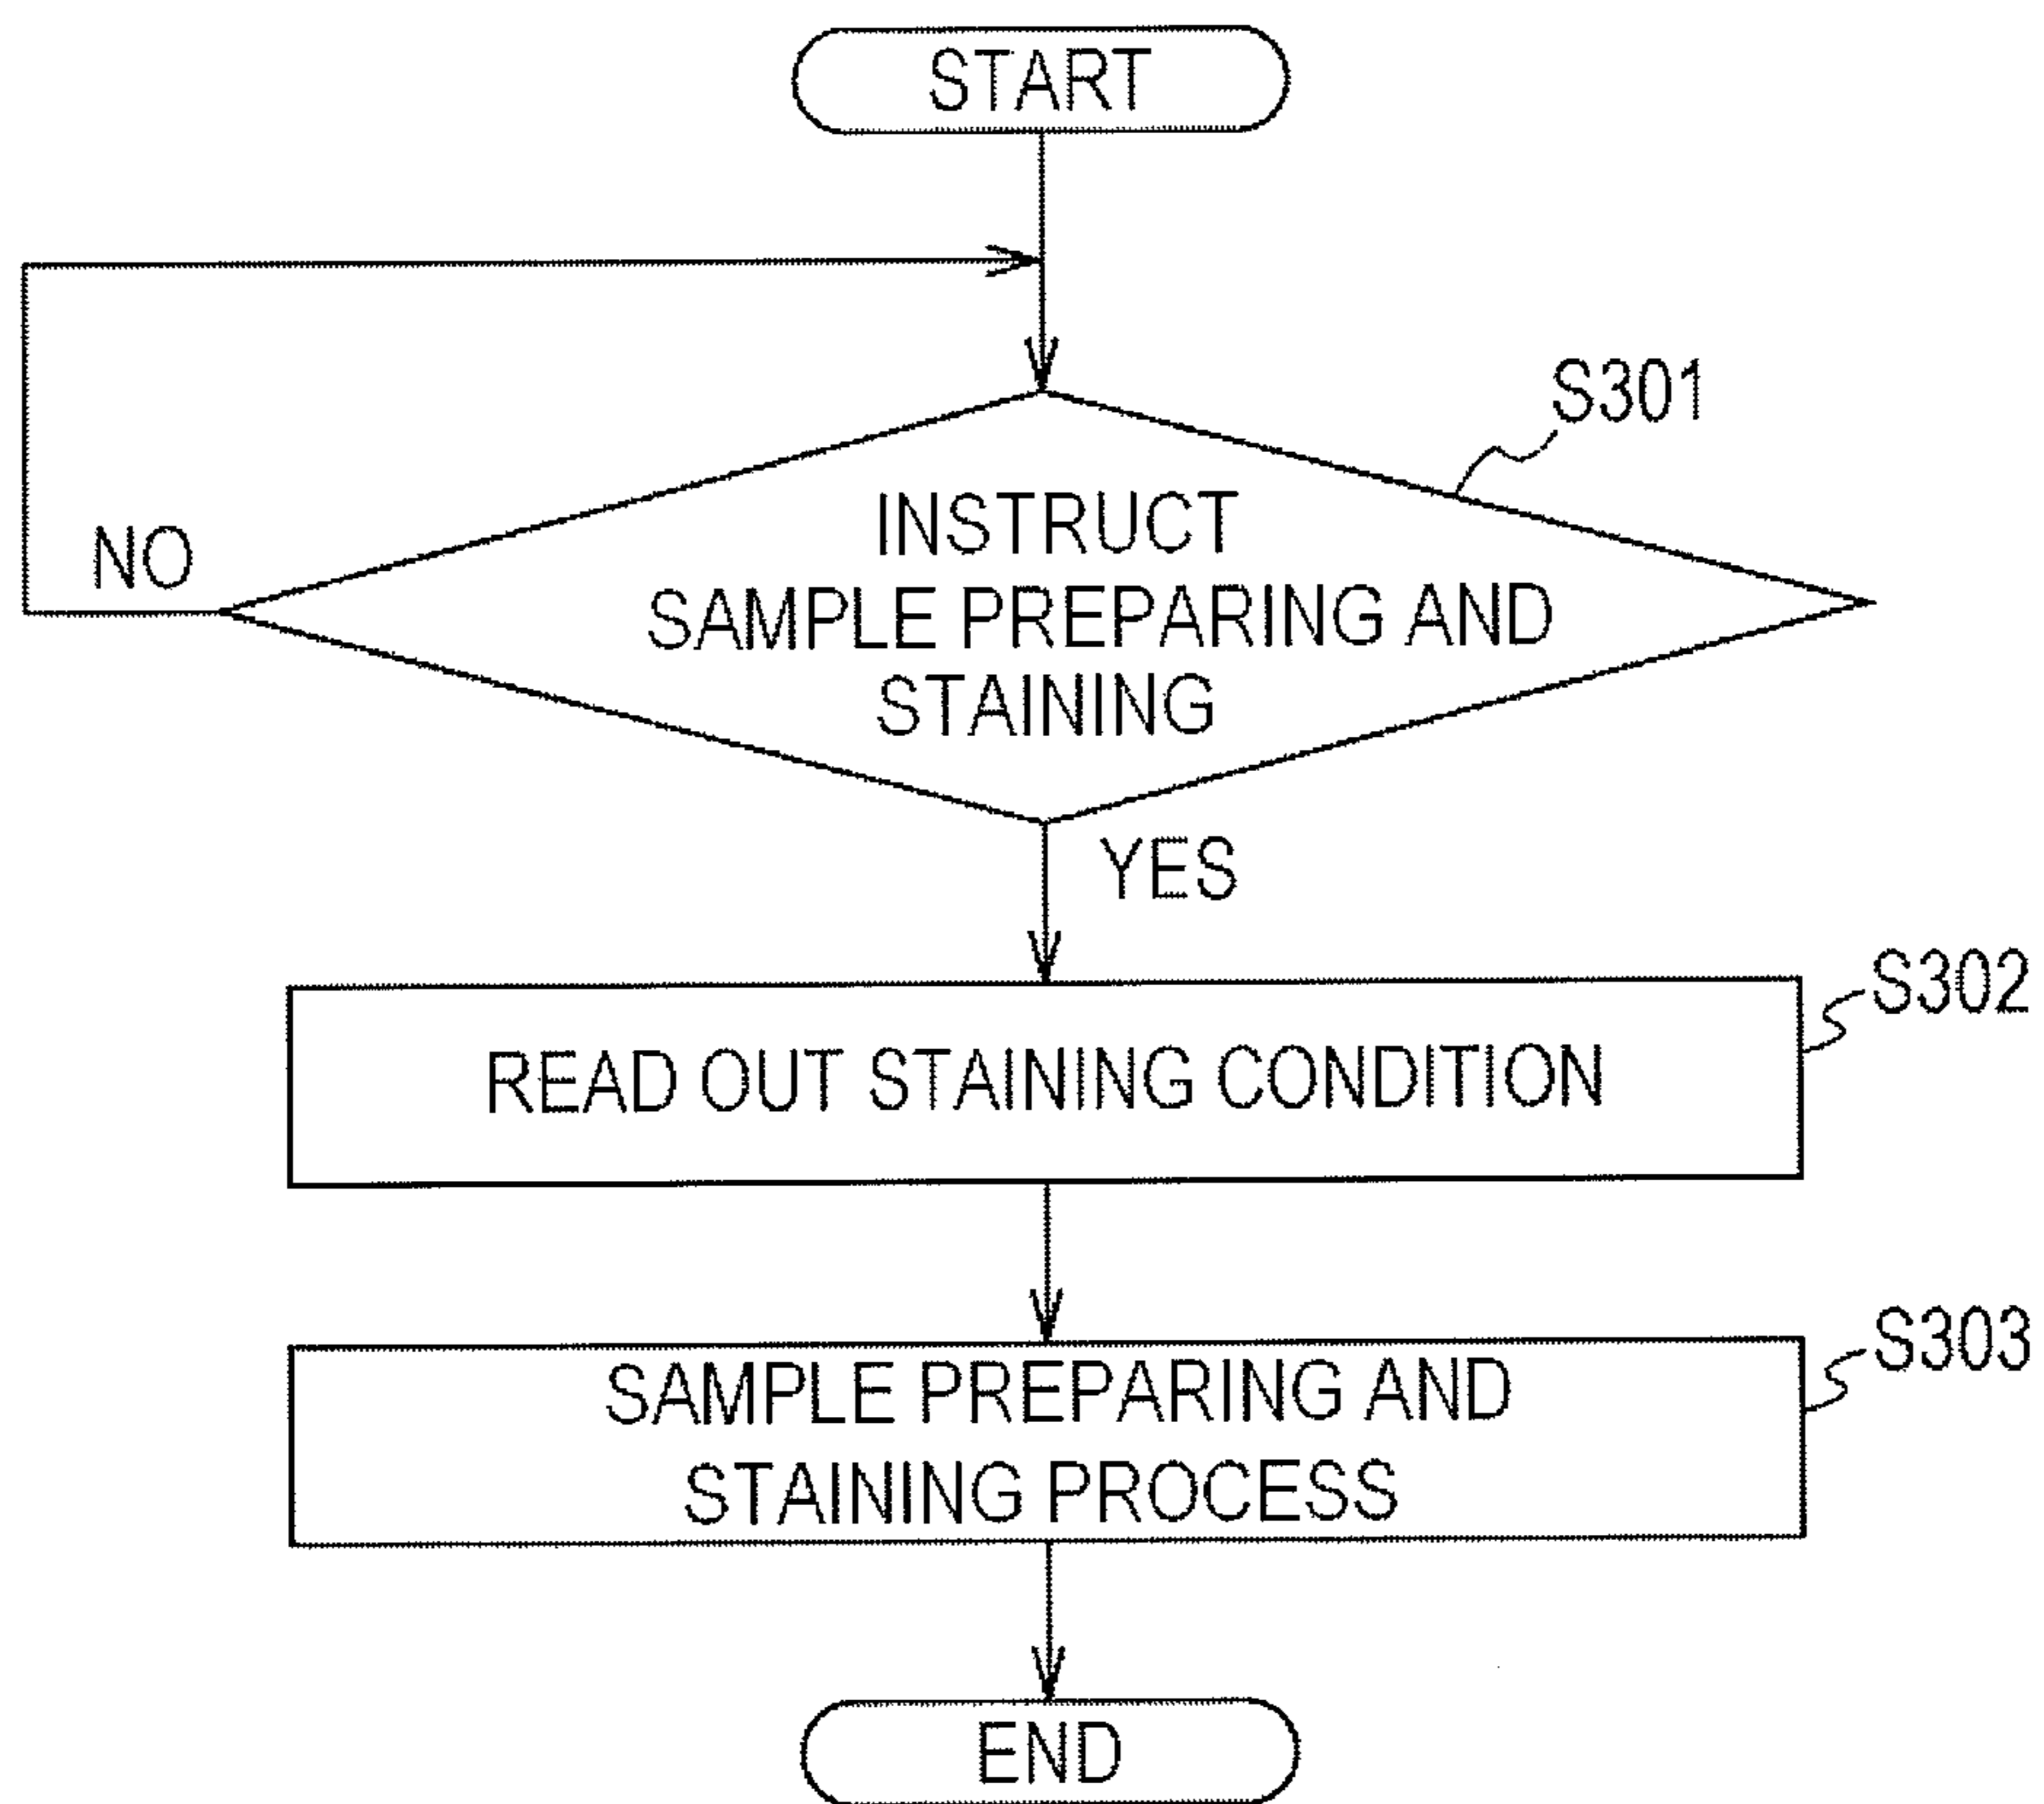 START
S301
INSTRUCT
SAMPLE PREPARING AND
STAINING
NO
YES
S302
READ OUT STAINING CONDITION
S303
SAMPLE PREPARING AND
STAINING PROCESS
END